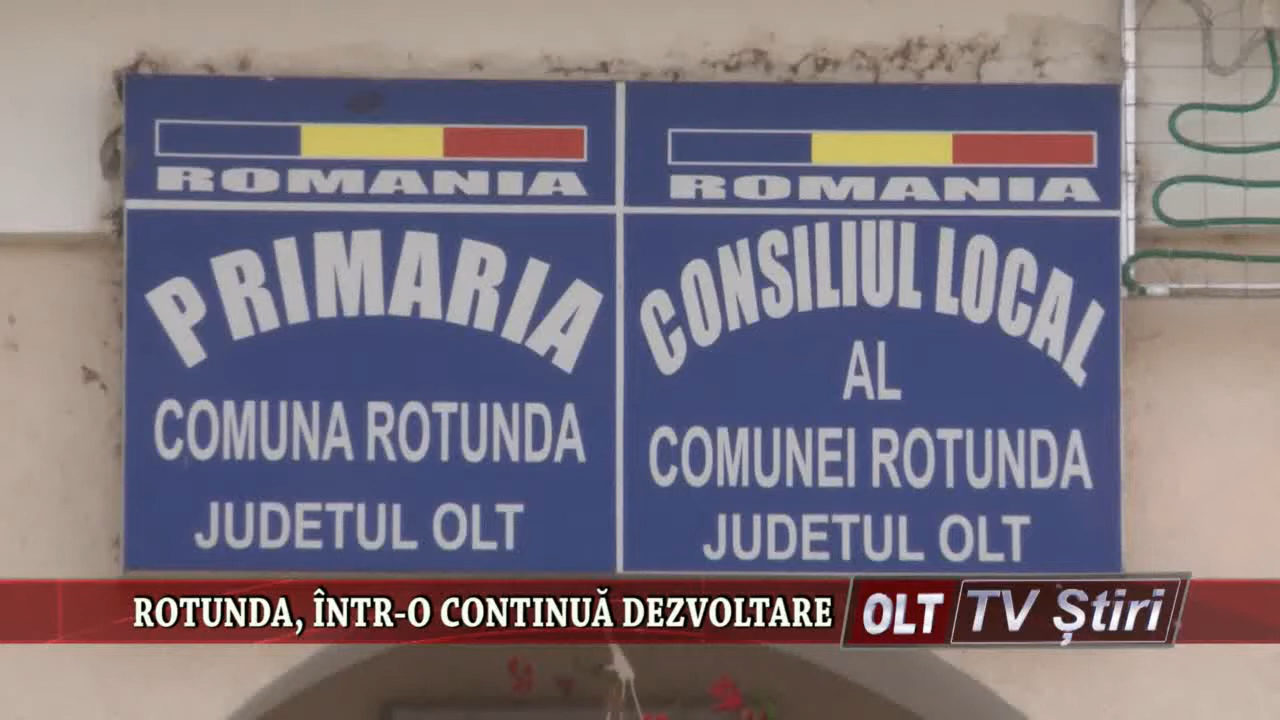 ROMANIA
PRIMARIA
COMUNA ROTUNDA
JUDETUL OLT
ROMANIA
CONSILIUL LOCAL
AL
COMUNEI ROTUNDA
JUDETUL OLT
ROTUNDA, ÎNTR-O CONTINUĂ DEZVOLTARE
OLT TV Știri